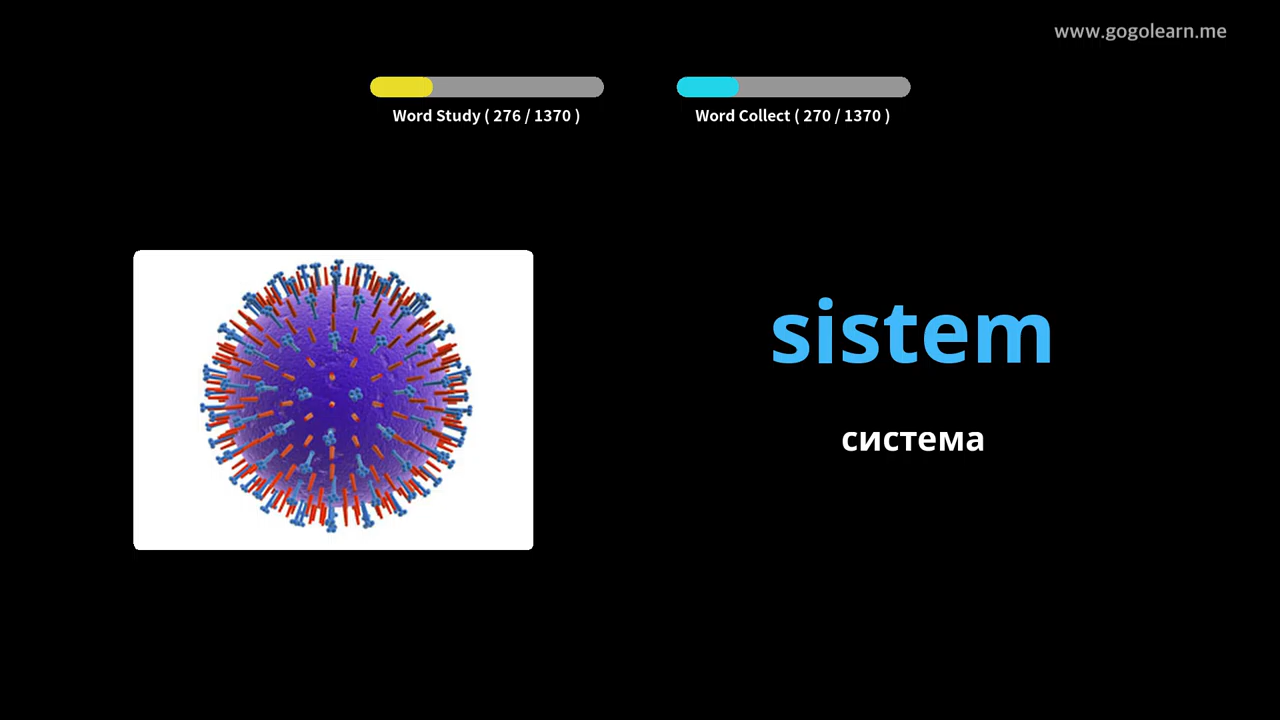 www.gogolearn.me
Word Study ( 276 / 1370 )
Word Collect ( 270 / 1370 )
sistem
система